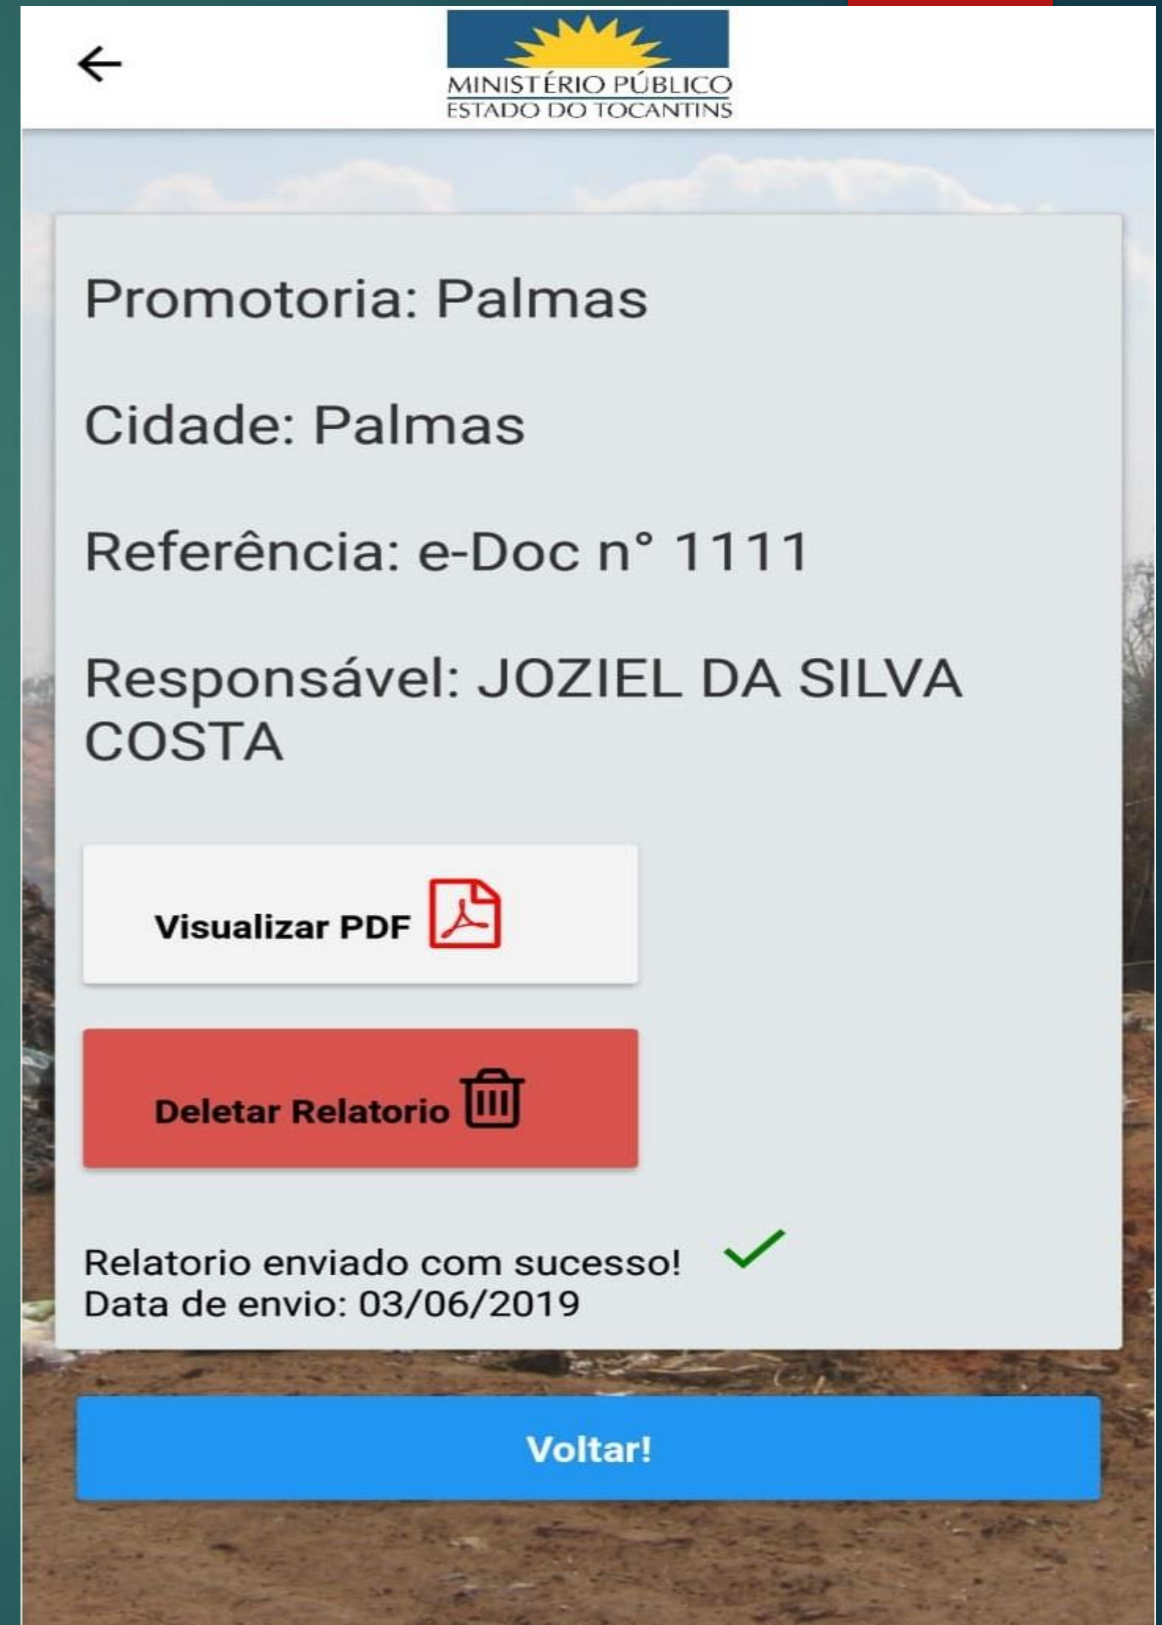 MINISTÉRIO PÚBLICO
ESTADO DO TOCANTINS
Promotoria: Palmas
Cidade: Palmas
Referência: e-Doc n° 1111
Responsável: JOZIEL DA SILVA
COSTA
Visualizar PDF
Deletar Relatorio
Relatorio enviado com sucesso!
Data de envio: 03/06/2019
Voltar!